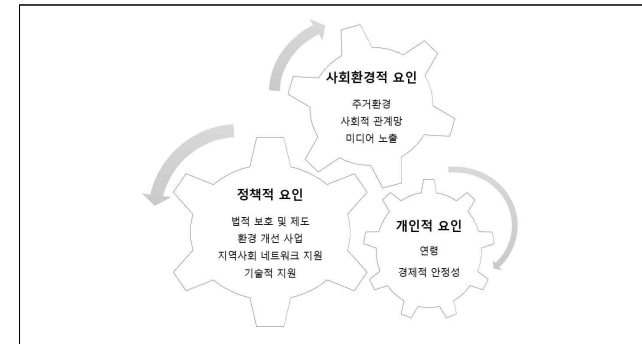 사회환경적 요인
주거환경
사회적 관계망
미디어 노출
정책적 요인
법적 보호 및 제도
환경 개선 사업
지역사회 네트워크 지원
기술적 지원
개인적 요인
연령
경제적 안정성